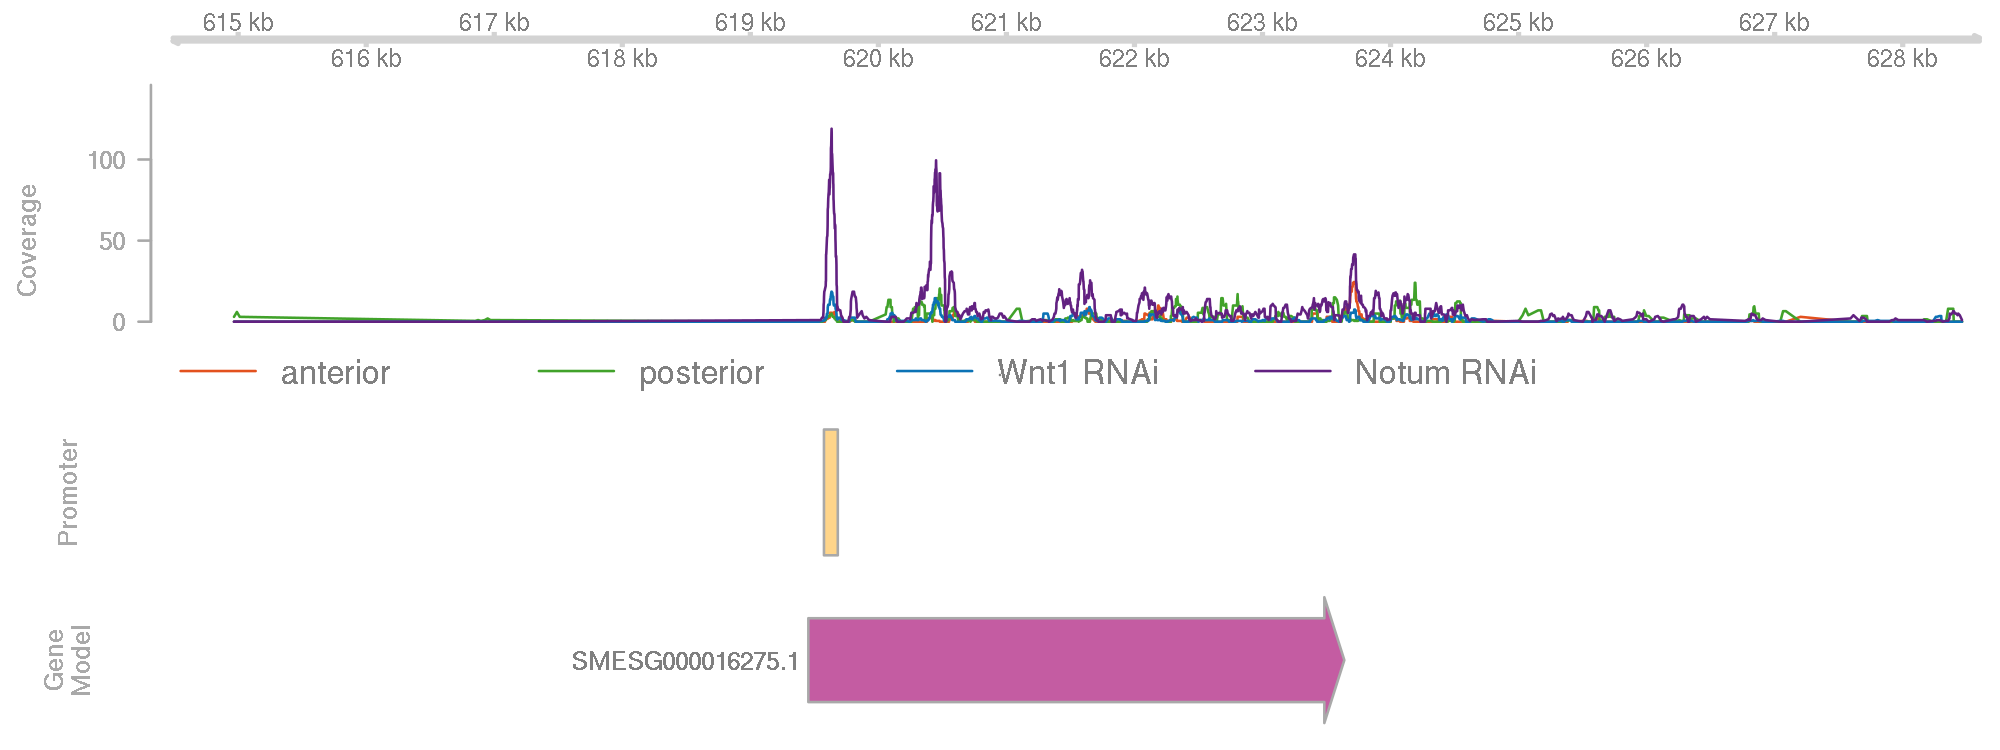 615 kb 617 kb 619 kb 621 kb 623 kb 625 kb 627 kb
616 kb 618 kb 620 kb 622 kb 624 kb 626 kb 628 kb
Coverage
100
50
0
anterior posterior Wnt1 RNAi Notum RNAi
Promoter
Gene
Model
SMESG000016275.1